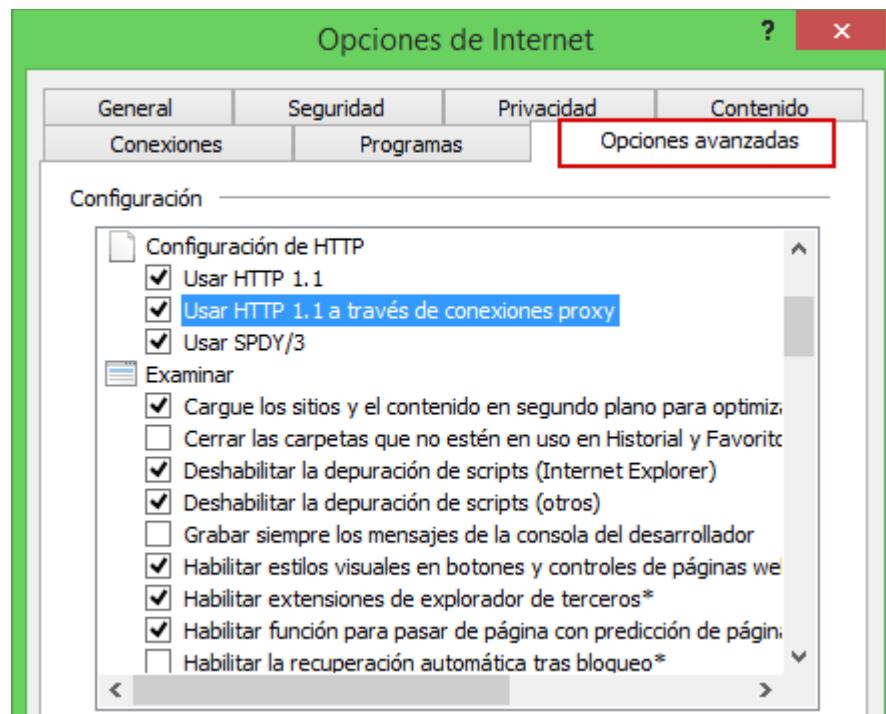 Opciones de Internet ?
General Seguridad Privacidad Contenido
Conexiones Programas Opciones avanzadas
Configuración
Configuración de HTTP
Usar HTTP 1.1
Usar HTTP 1.1 a través de conexiones proxy
Usar SPDY/3
Examinar
Cargue los sitios y el contenido en segundo plano para optimiz
Cerrar las carpetas que no estén en uso en Historial y Favorito
Deshabilitar la depuración de scripts (Internet Explorer)
Deshabilitar la depuración de scripts (otros)
Grabar siempre los mensajes de la consola del desarrollador
Habilitar estilos visuales en botones y controles de páginas we
Habilitar extensiones de explorador de terceros*
Habilitar función para pasar de página con predicción de págin
Habilitar la recuperación automática tras bloqueo*